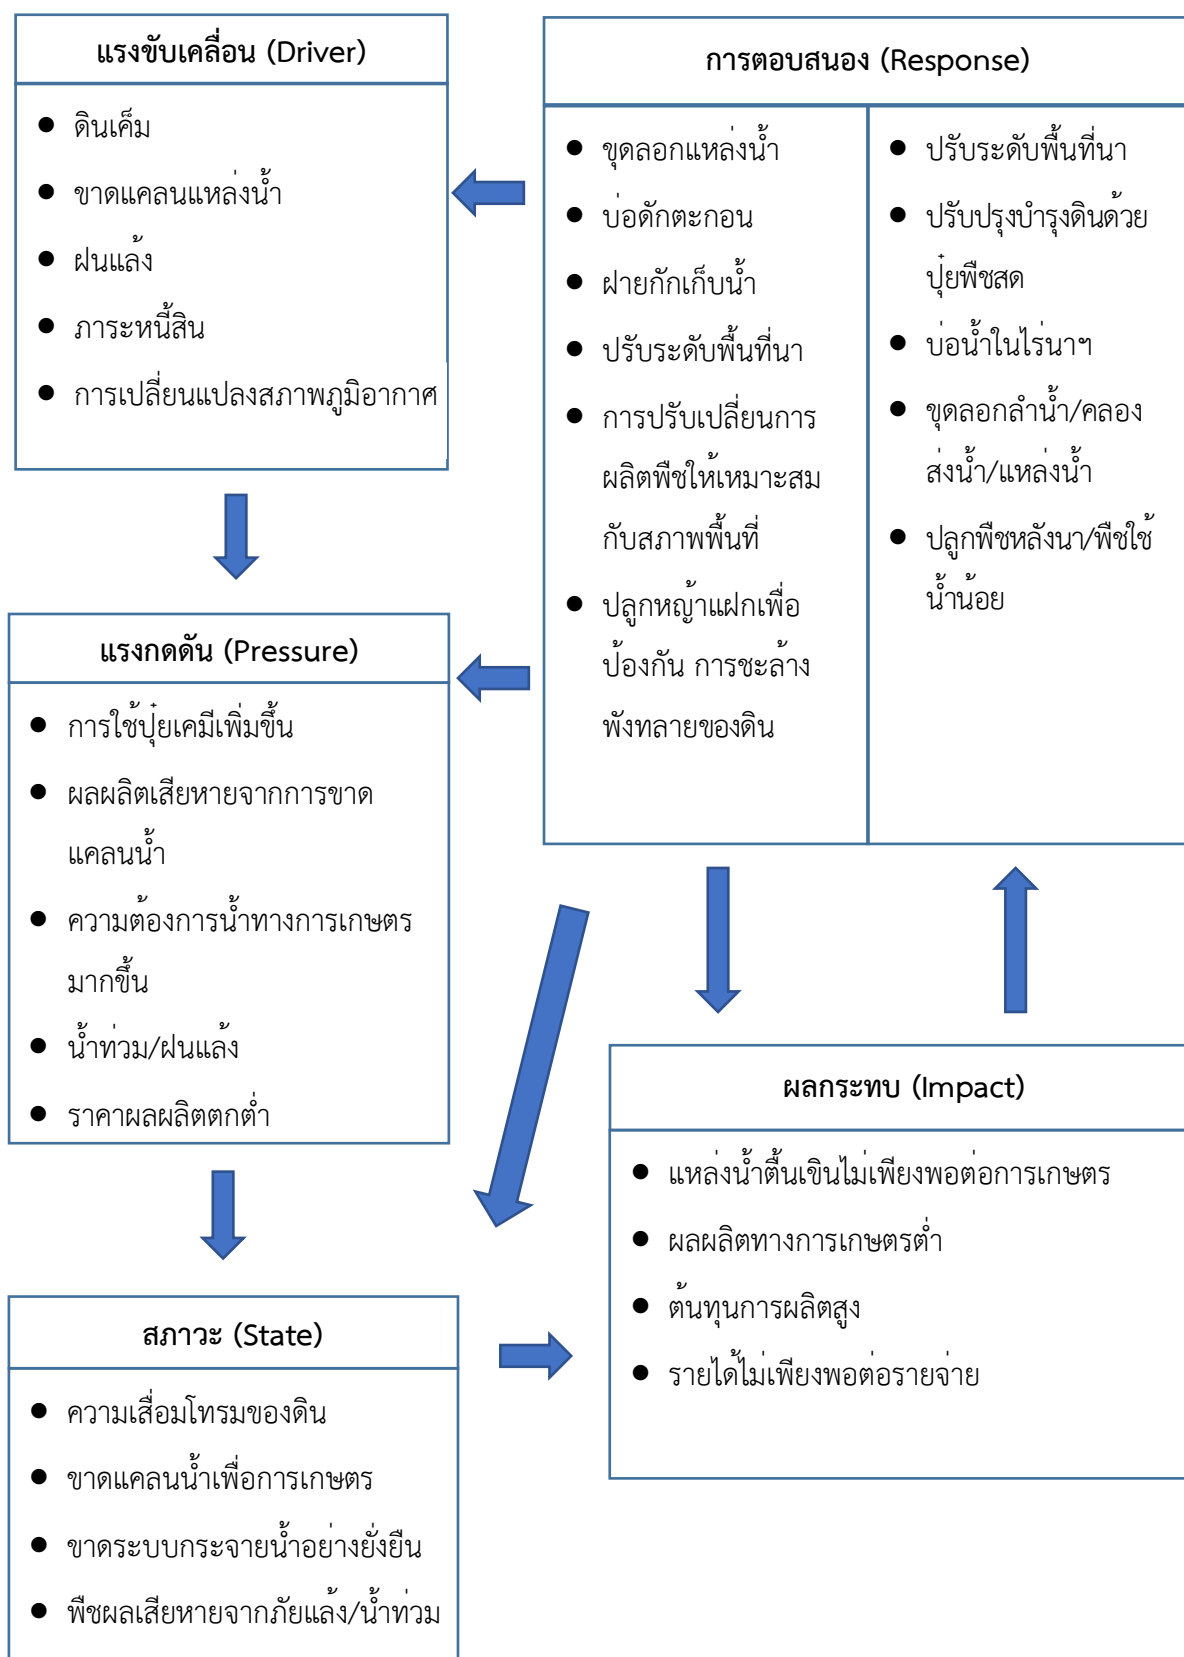 แรงขับเคลื่อน (Driver)
● ดินเค็ม
● ขาดแคลนแหล่งน้ำ
● ฝนแล้ง
● ภาระหนี้สิน
● การเปลี่ยนแปลงสภาพภูมิอากาศ
การตอบสนอง (Response)
● ขุดลอกแหล่งน้ำ
● บ่อดักตะกอน
● ฝายกักเก็บน้ำ
● ปรับระดับพื้นที่นา
● การปรับเปลี่ยนการ
ผลิตพืชให้เหมาะสม
กับสภาพพื้นที่
● ปลูกหญ้าแฝกเพื่อ
ป้องกัน การชะล้าง
พังทลายของดิน
● ปรับระดับพื้นที่นา
● ปรับปรุงบำรุงดินด้วย
ปุ๋ยพืชสด
● บ่อน้ำในไร่นาฯ
● ขุดลอกลำน้ำ/คลอง
ส่งน้ำ/แหล่งน้ำ
● ปลูกพืชหลังนา/พืชใช้
น้ำน้อย
แรงกดดัน (Pressure)
● การใช้ปุ๋ยเคมีเพิ่มขึ้น
● ผลผลิตเสียหายจากการขาด
แคลนน้ำ
● ความต้องการน้ำทางการเกษตร
มากขึ้น
● น้ำท่วม/ฝนแล้ง
● ราคาผลผลิตตกต่ำ
ผลกระทบ (Impact)
● แหล่งน้ำตื้นเขินไม่เพียงพอต่อการเกษตร
● ผลผลิตทางการเกษตรต่ำ
● ต้นทุนการผลิตสูง
● รายได้ไม่เพียงพอต่อรายจ่าย
สภาวะ (State)
● ความเสื่อมโทรมของดิน
● ขาดแคลนน้ำเพื่อการเกษตร
● ขาดระบบกระจายน้ำอย่างยั่งยืน
● พืชผลเสียหายจากภัยแล้ง/น้ำท่วม